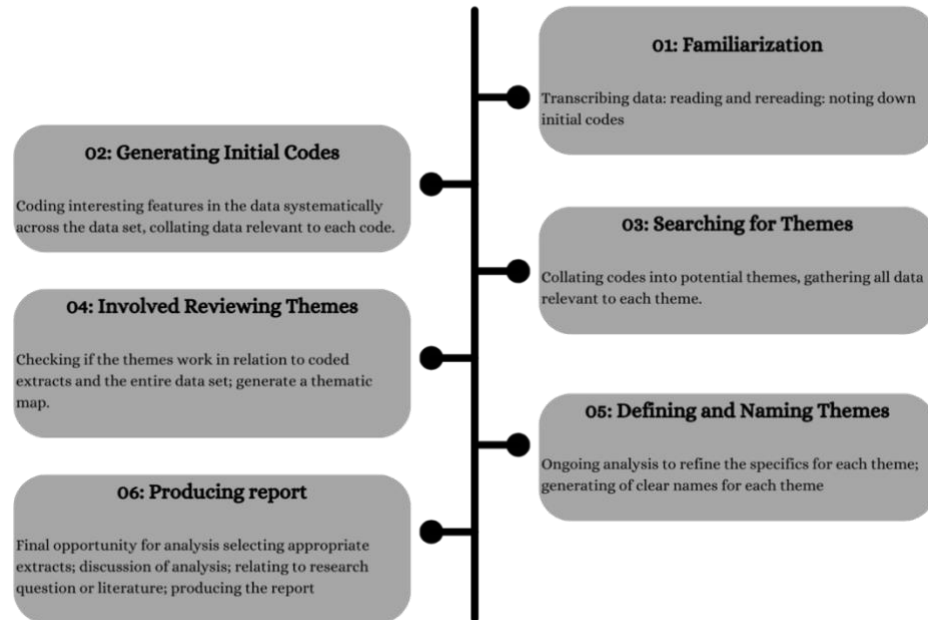 01: Familiarization
Transcribing data: reading and rereading: noting down
initial codes
02: Generating Initial Codes
Coding interesting features in the data systematically
across the data set, collating data relevant to each code.
03: Searching for Themes
Collating codes into potential themes, gathering all data
relevant to each theme.
04: Involved Reviewing Themes
Checking if the themes work in relation to coded
extracts and the entire data set; generate a thematic
map.
05: Defining and Naming Themes
Ongoing analysis to refine the specifics for each theme;
generating of clear names for each theme
06: Producing report
Final opportunity for analysis selecting appropriate
extracts; discussion of analysis; relating to research
question or literature; producing the report